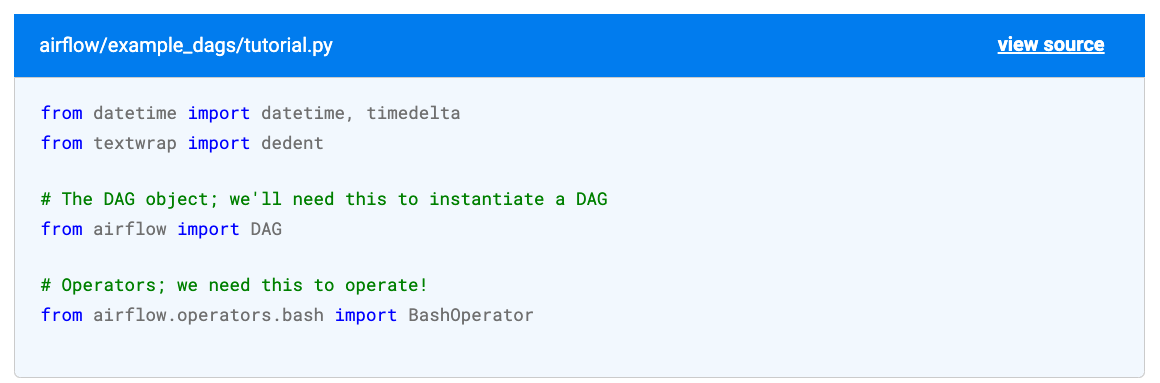 airflow/example_dags/tutorial.py
view source
from datetime import datetime, timedelta
from textwrap import dedent
# The DAG object; we'll need this to instantiate a DAG
from airflow import DAG
# Operators; we need this to operate!
from airflow.operators.bash import BashOperator